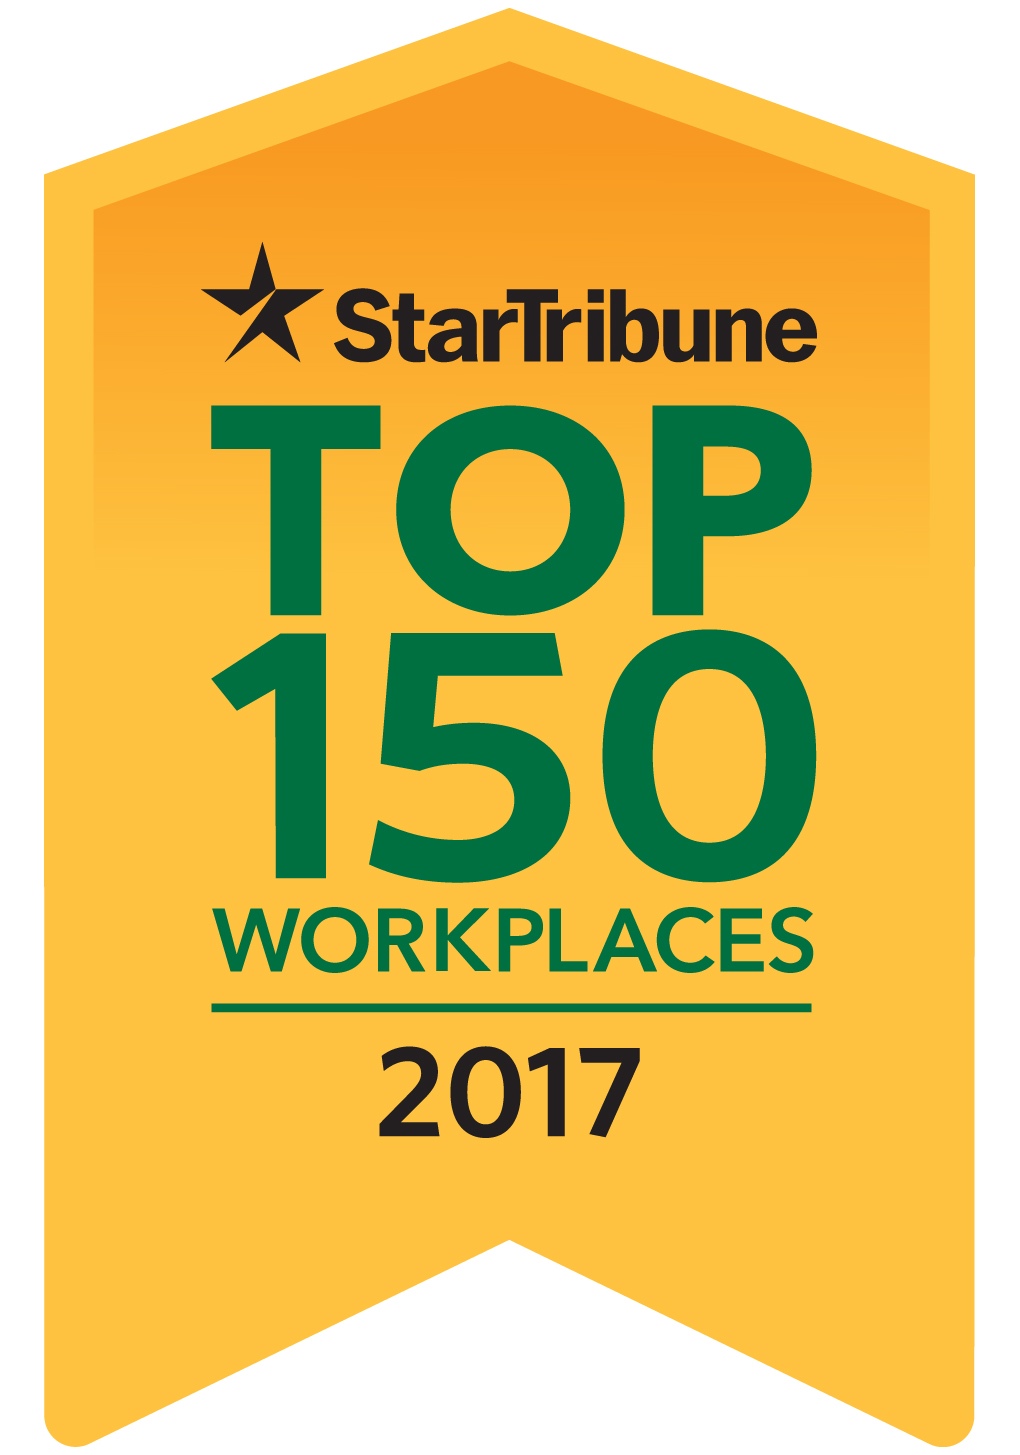 StarTribune
TOP
150
WORKPLACES
2017